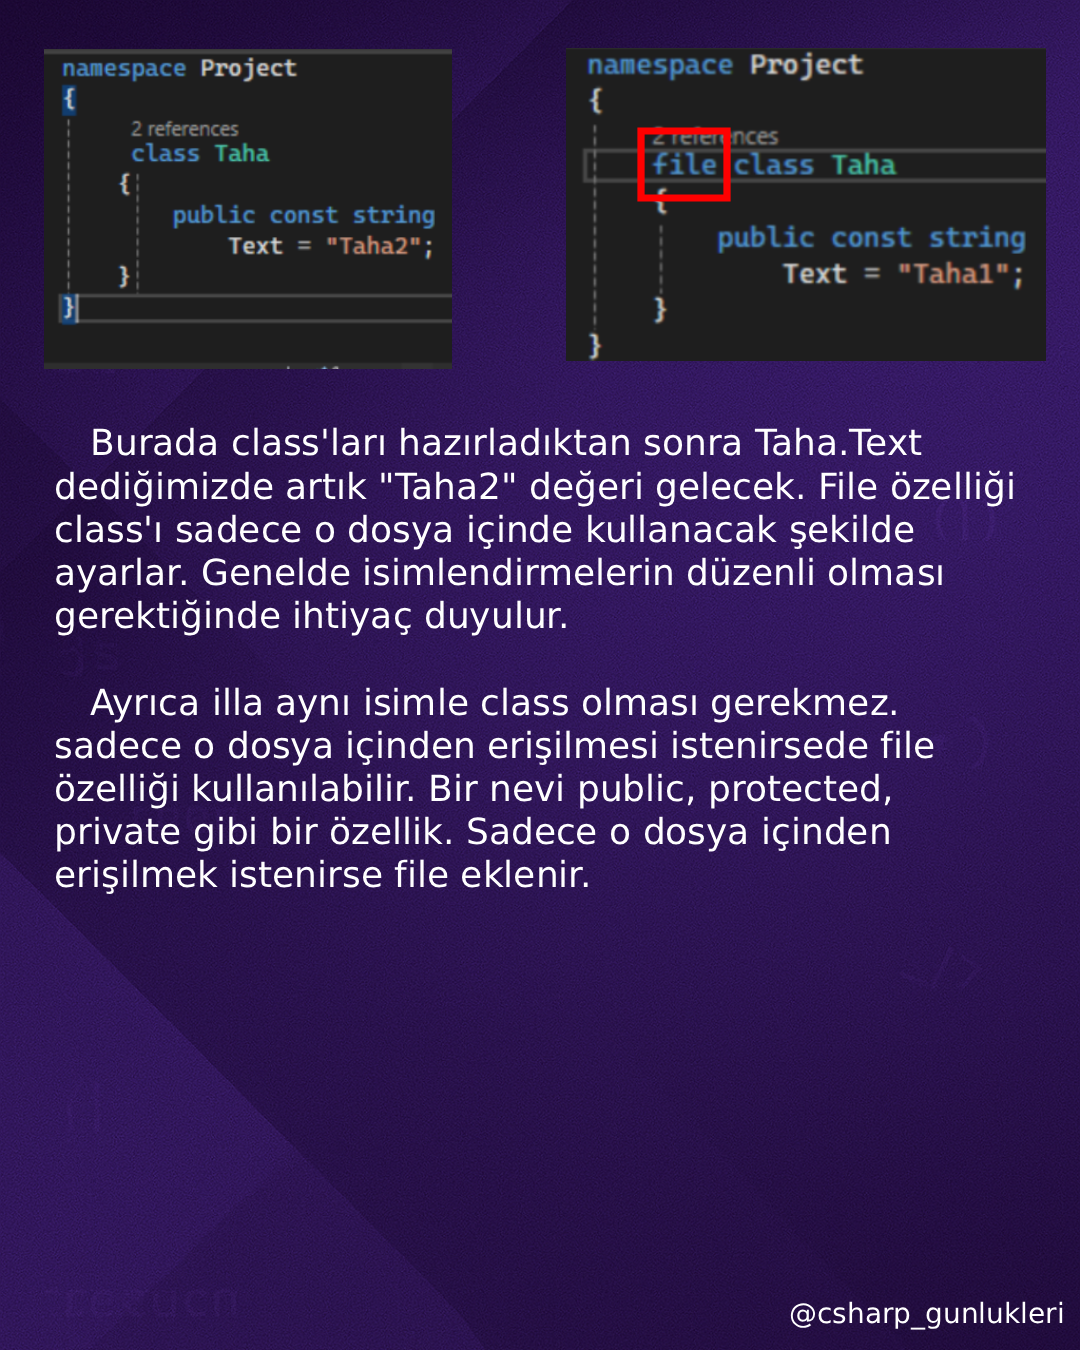 namespace Project
{
2 references
class Taha
{
public const string
Text = "Taha2";
}
}
namespace Project
{
2 references
file class Taha
{
public const string
Text = "Taha1";
}
}
Burada class'ları hazırladıktan sonra Taha.Text
dediğimizde artık "Taha2" değeri gelecek. File özelliği
class'ı sadece o dosya içinde kullanacak şekilde
ayarlar. Genelde isimlendirmelerin düzenli olması
gerektiğinde ihtiyaç duyulur.
Ayrıca illa aynı isimle class olması gerekmez.
sadece o dosya içinden erişilmesi istenirsede file
özelliği kullanılabilir. Bir nevi public, protected,
private gibi bir özellik. Sadece o dosya içinden
erişilmek istenirse file eklenir.
</>
@csharp_gunlukleri